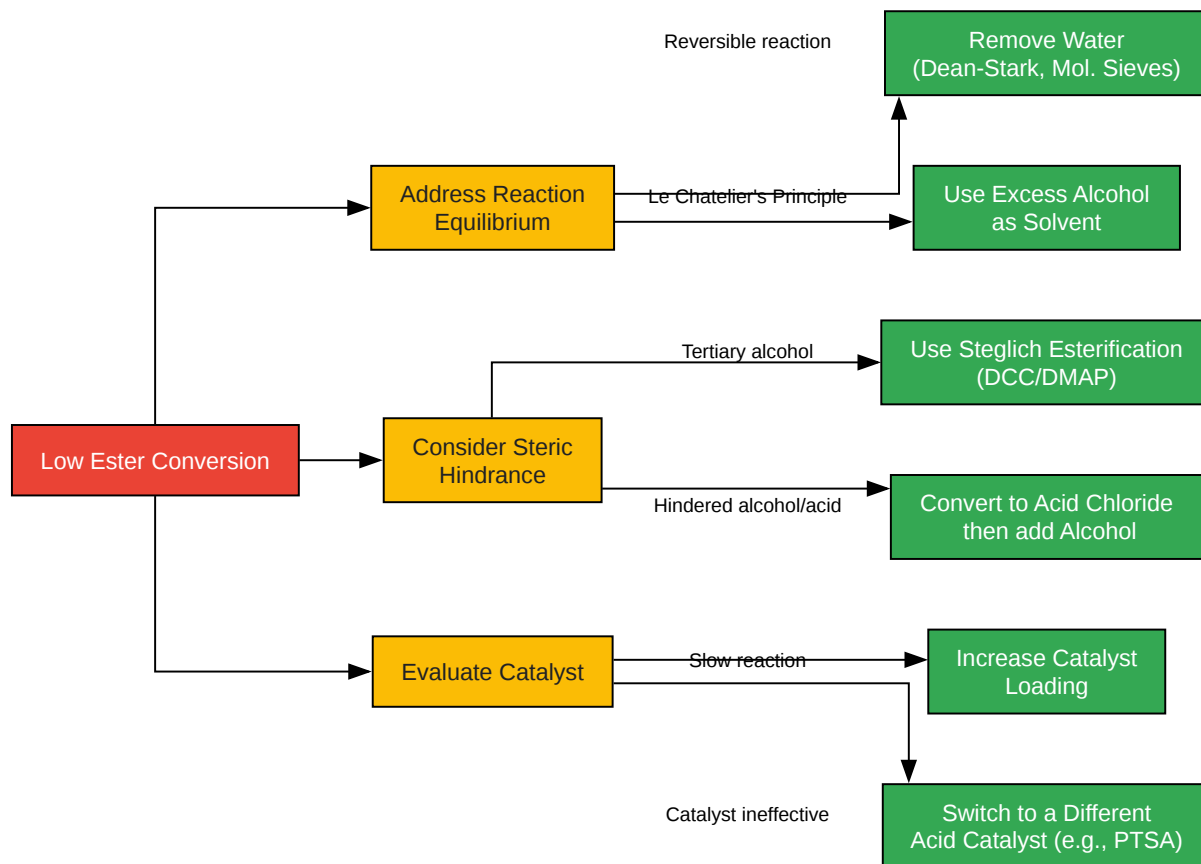 Reversible reaction
Remove Water
(Dean-Stark, Mol. Sieves)
Address Reaction
Equilibrium
Le Chatelier's Principle
Use Excess Alcohol
as Solvent
Tertiary alcohol
Use Steglich Esterification
(DCC/DMAP)
Low Ester Conversion
Consider Steric
Hindrance
Hindered alcohol/acid
Convert to Acid Chloride
then add Alcohol
Evaluate Catalyst
Slow reaction
Increase Catalyst
Loading
Catalyst ineffective
Switch to a Different
Acid Catalyst (e.g., PTSA)